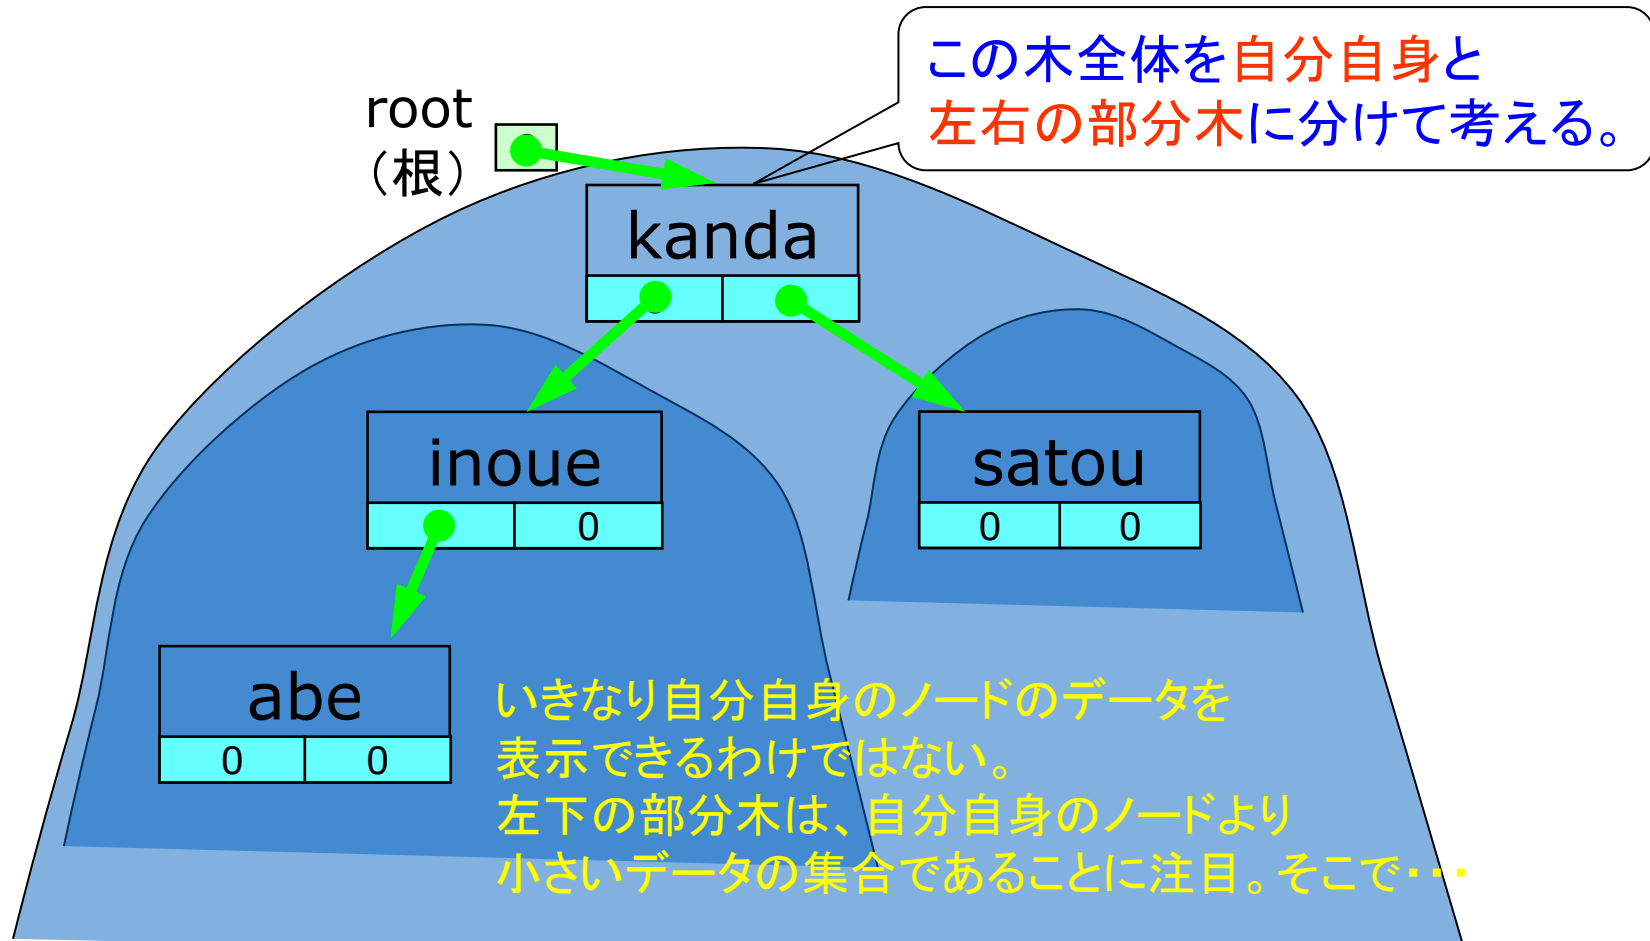 この木全体を自分自身と
左右の部分木に分けて考える。
root
（根）
kanda
inoue
0
satou
0 0
abe
0 0
いきなり自分自身のノードのデータを
表示できるわけではない。
左下の部分木は、自分自身のノードより
小さいデータの集合であることに注目。そこで・・・